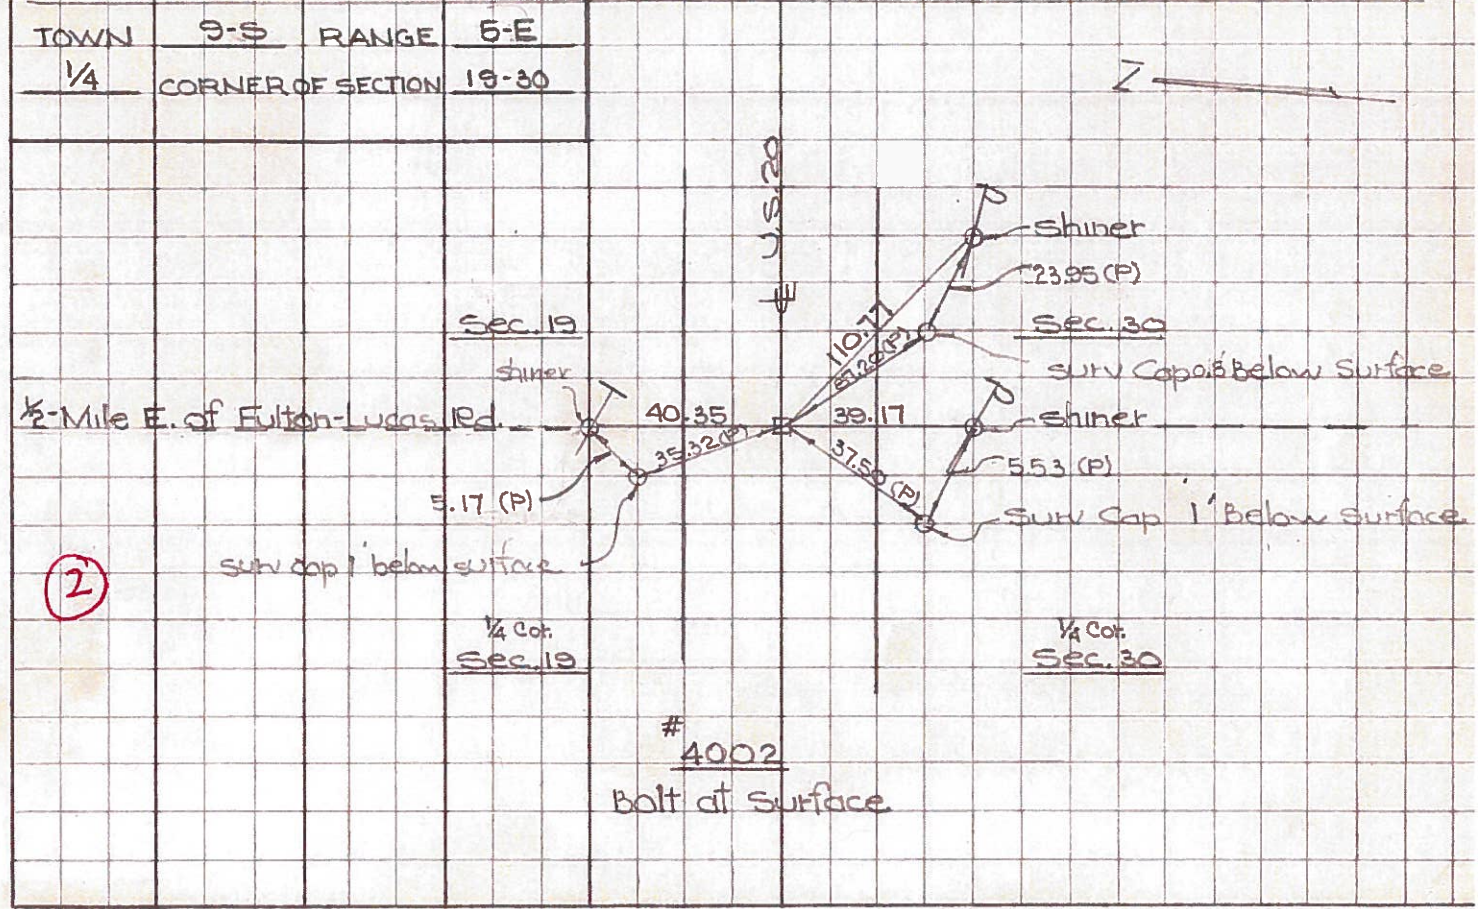 TOWN 9-S RANGE 5-E
1/4 CORNER OF SECTION 19-30
Z
℄ U.S. 20
shiner
23.95 (P)
110.77
Sec. 19
Sec. 30
87.20 (P)
surv Cap 0.8' Below Surface
shiner
1/2-Mile E. of Fulton-Lucas Rd.
40.35
39.17
shiner
35.32 (P)
37.50 (P)
5.53 (P)
5.17 (P)
Surv Cap 1' Below Surface
surv cap 1' below surface
2
1/4 Cor.
Sec. 19
1/4 Cor.
Sec. 30
# 4002
Bolt at Surface